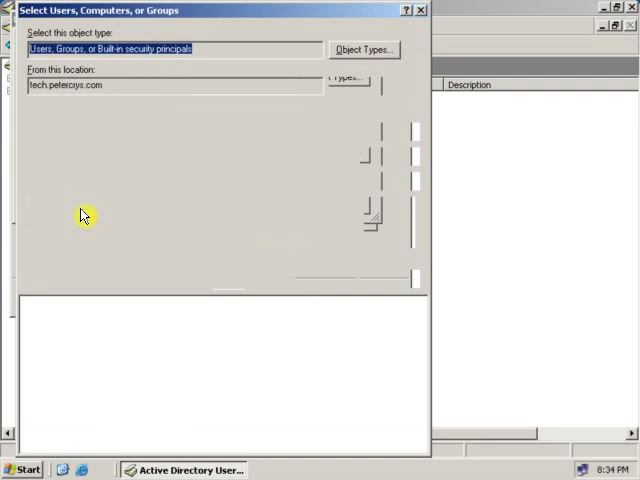 Select Users, Computers, or Groups
Select this object type:
Users, Groups, or Built-in security principals
Object Types...
From this location:
tech.petercrys.com
Types...
Description
Start
Active Directory User...
8:34 PM